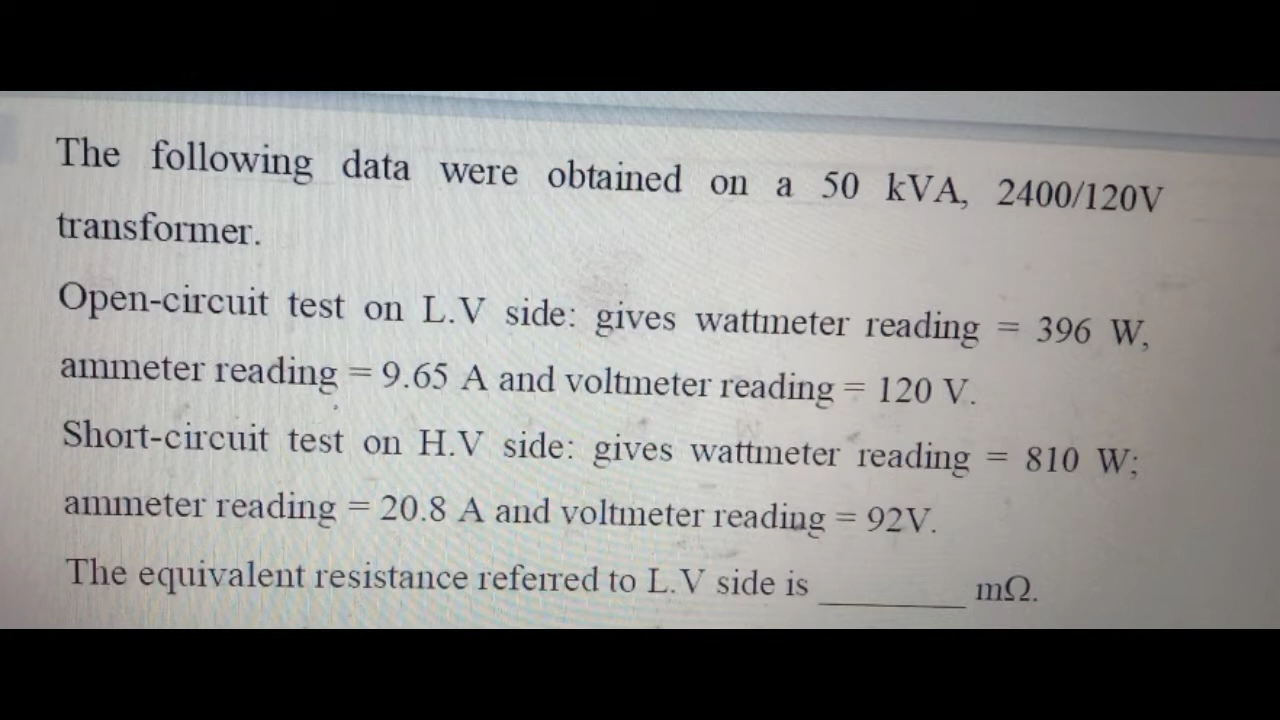 The following data were obtained on a 50 kVA, 2400/120V
transformer.
Open-circuit test on L.V side: gives wattmeter reading = 396 W,
ammeter reading = 9.65 A and voltmeter reading = 120 V.
Short-circuit test on H.V side: gives wattmeter reading = 810 W;
ammeter reading = 20.8 A and voltmeter reading = 92V.
The equivalent resistance referred to L.V side is ________ mΩ.